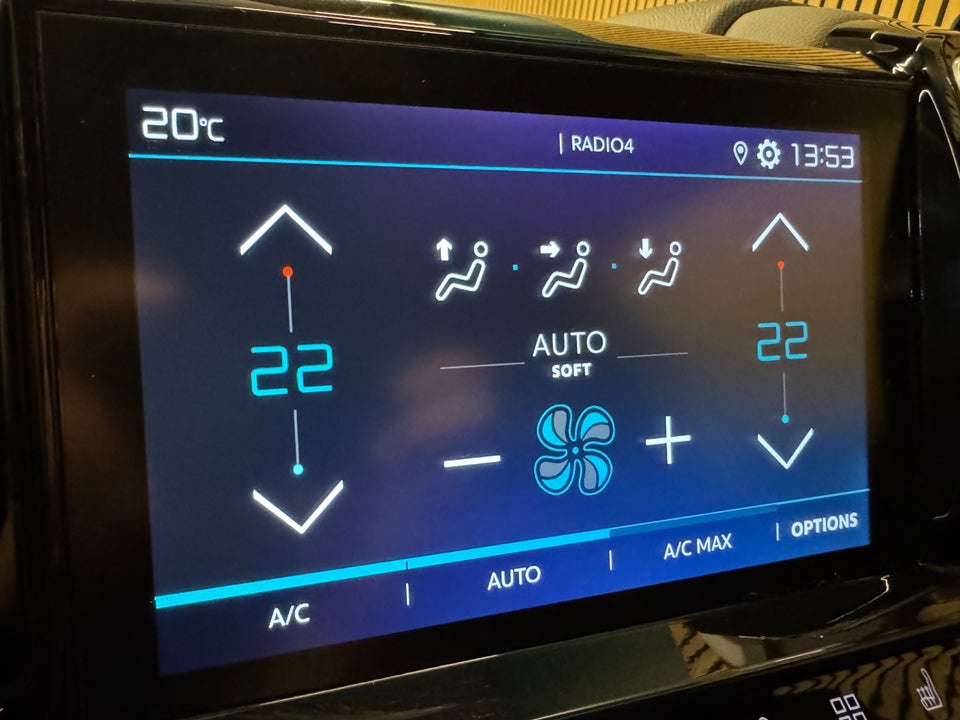 20°C
| RADIO4
13:53
22
22
AUTO
SOFT
A/C | AUTO | A/C MAX | OPTIONS